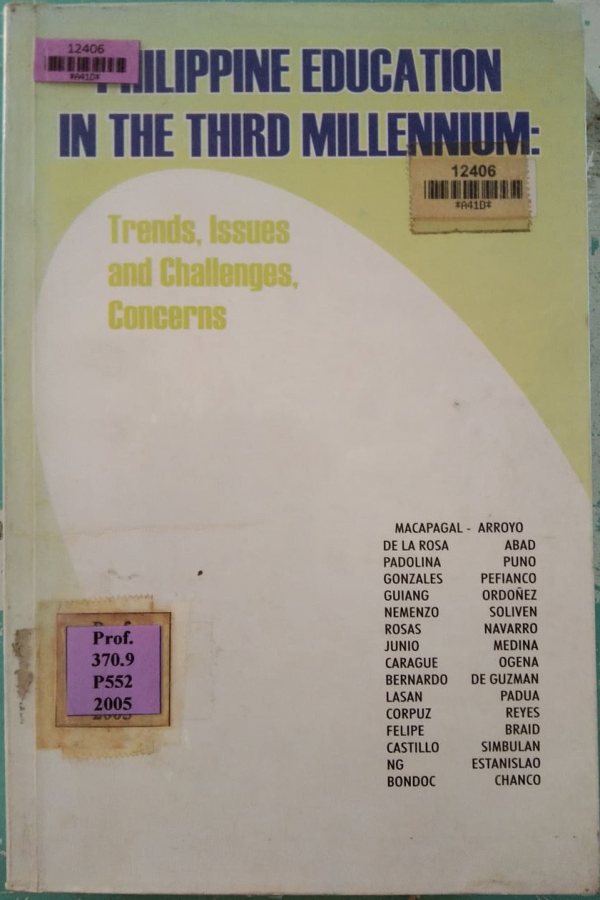 12406
*A41D*
PHILIPPINE EDUCATION
IN THE THIRD MILLENNIUM:
12406
*A41D*
Trends, Issues
and Challenges,
Concerns
MACAPAGAL - ARROYO
DE LA ROSA ABAD
PADOLINA PUNO
GONZALES PEFIANCO
GUIANG ORDOÑEZ
NEMENZO SOLIVEN
ROSAS NAVARRO
JUNIO MEDINA
CARAGUE OGENA
BERNARDO DE GUZMAN
LASAN PADUA
CORPUZ REYES
FELIPE BRAID
CASTILLO SIMBULAN
NG ESTANISLAO
BONDOC CHANCO
Prof.
370.9
P552
2005